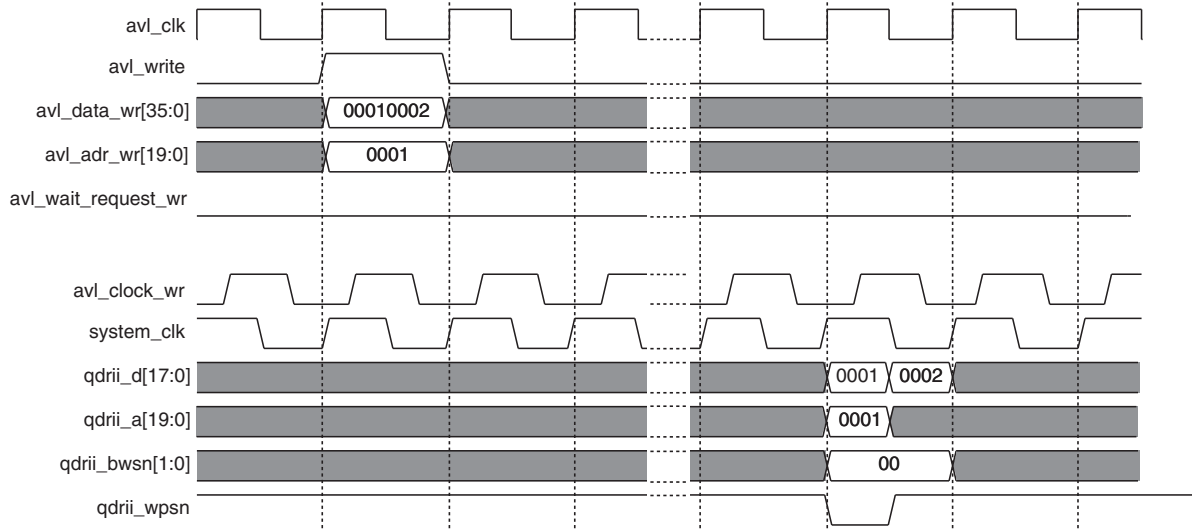 avl_clk
avl_write
avl_data_wr[35:0] 00010002
avl_adr_wr[19:0] 0001
avl_wait_request_wr
avl_clock_wr
system_clk
qdrii_d[17:0] 0001 0002
qdrii_a[19:0] 0001
qdrii_bwsn[1:0] 00
qdrii_wpsn